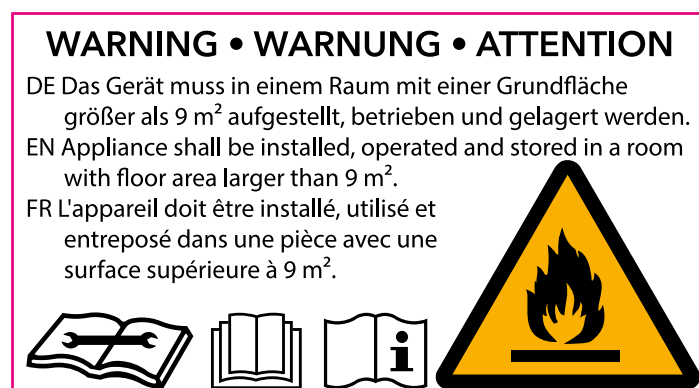 WARNING • WARNUNG • ATTENTION
DE Das Gerät muss in einem Raum mit einer Grundfläche
größer als 9 m² aufgestellt, betrieben und gelagert werden.
EN Appliance shall be installed, operated and stored in a room
with floor area larger than 9 m².
FR L'appareil doit être installé, utilisé et
entreposé dans une pièce avec une
surface supérieure à 9 m².